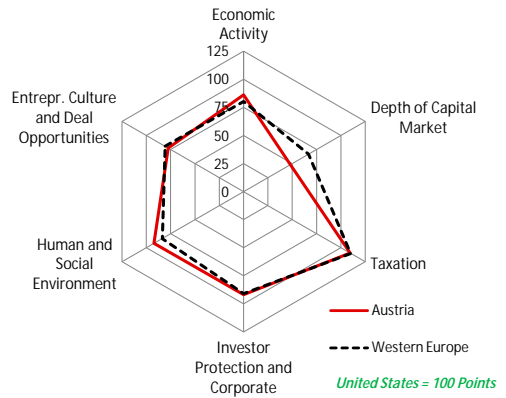 Economic
Activity
125
100
75
50
25
0
Depth of Capital
Market
Taxation
Investor
Protection and
Corporate
Human and
Social
Environment
Entrepr. Culture
and Deal
Opportunities
Austria
Western Europe
United States = 100 Points